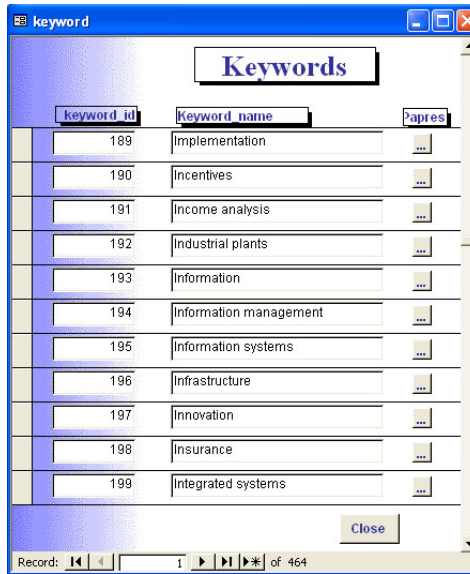 keyword
Keywords
keyword_id Keyword_name Papres
189 Implementation ...
190 Incentives ...
191 Income analysis ...
192 Industrial plants ...
193 Information ...
194 Information management ...
195 Information systems ...
196 Infrastructure ...
197 Innovation ...
198 Insurance ...
199 Integrated systems ...
Close
Record: 1 of 464